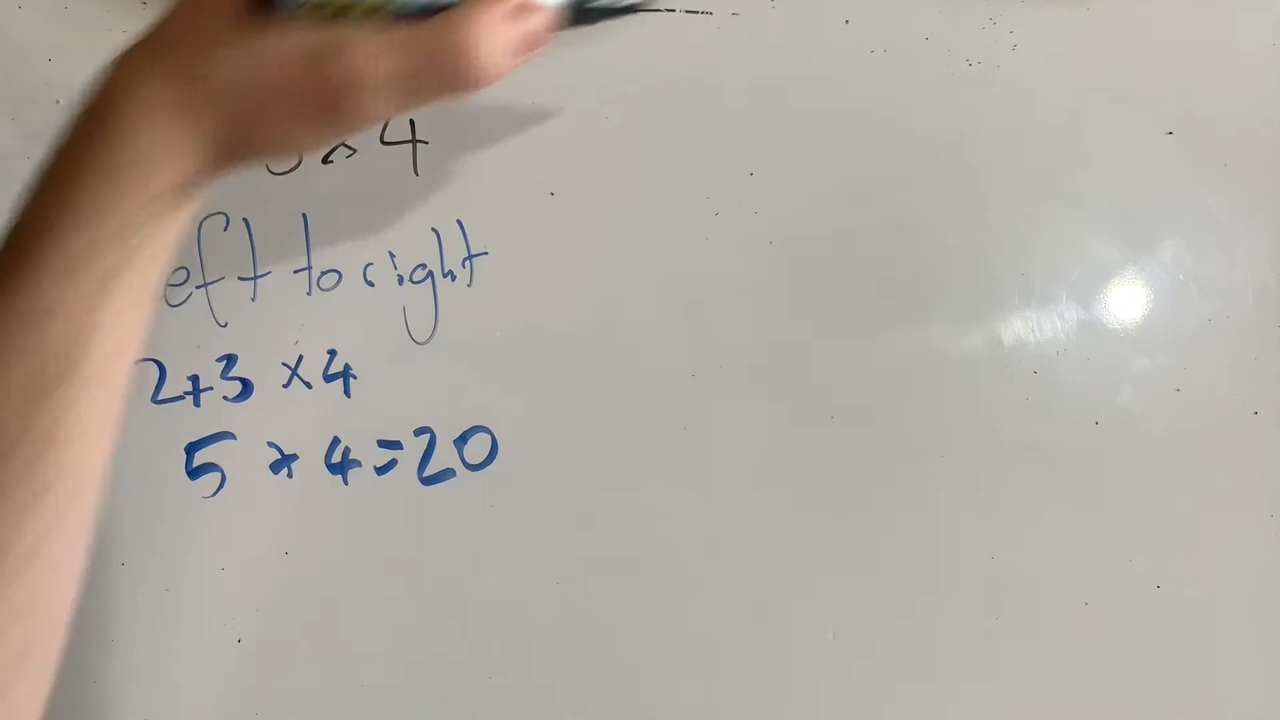 4
eft to right
2+3 × 4
5 × 4 = 20